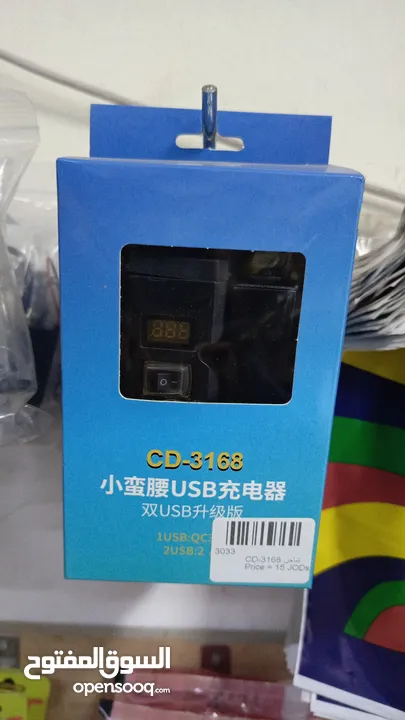 CD-3168
小蛮腰USB充电器
双USB升级版
1USB:QC3
2USB:2
3033
شاحن CD-3168
Price = 15 JODs
السوق المفتوح
opensooq.com